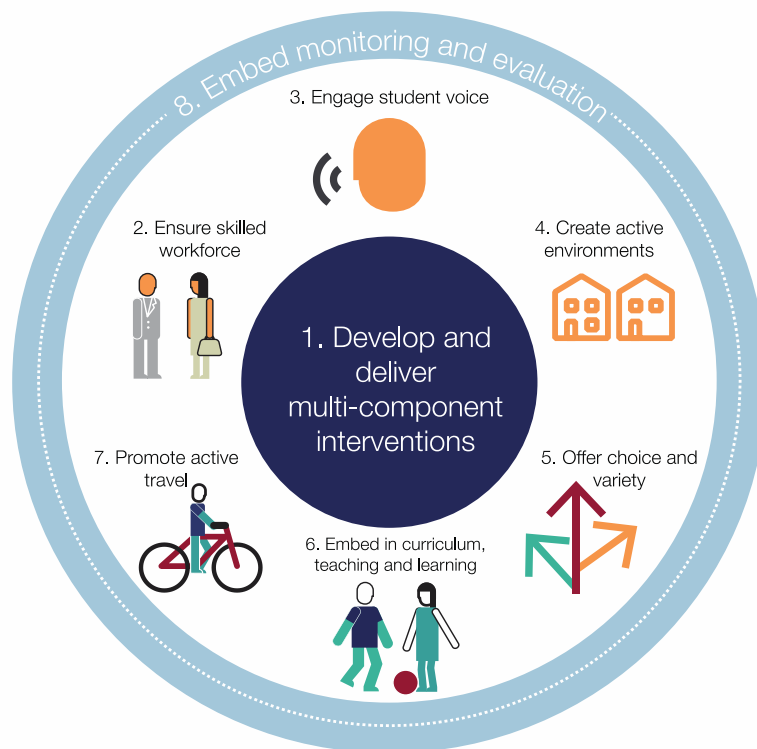 8. Embed monitoring and evaluation
3. Engage student voice
2. Ensure skilled
workforce
4. Create active
environments
1. Develop and
deliver
multi-component
interventions
7. Promote active
travel
5. Offer choice and
variety
6. Embed in curriculum,
teaching and learning